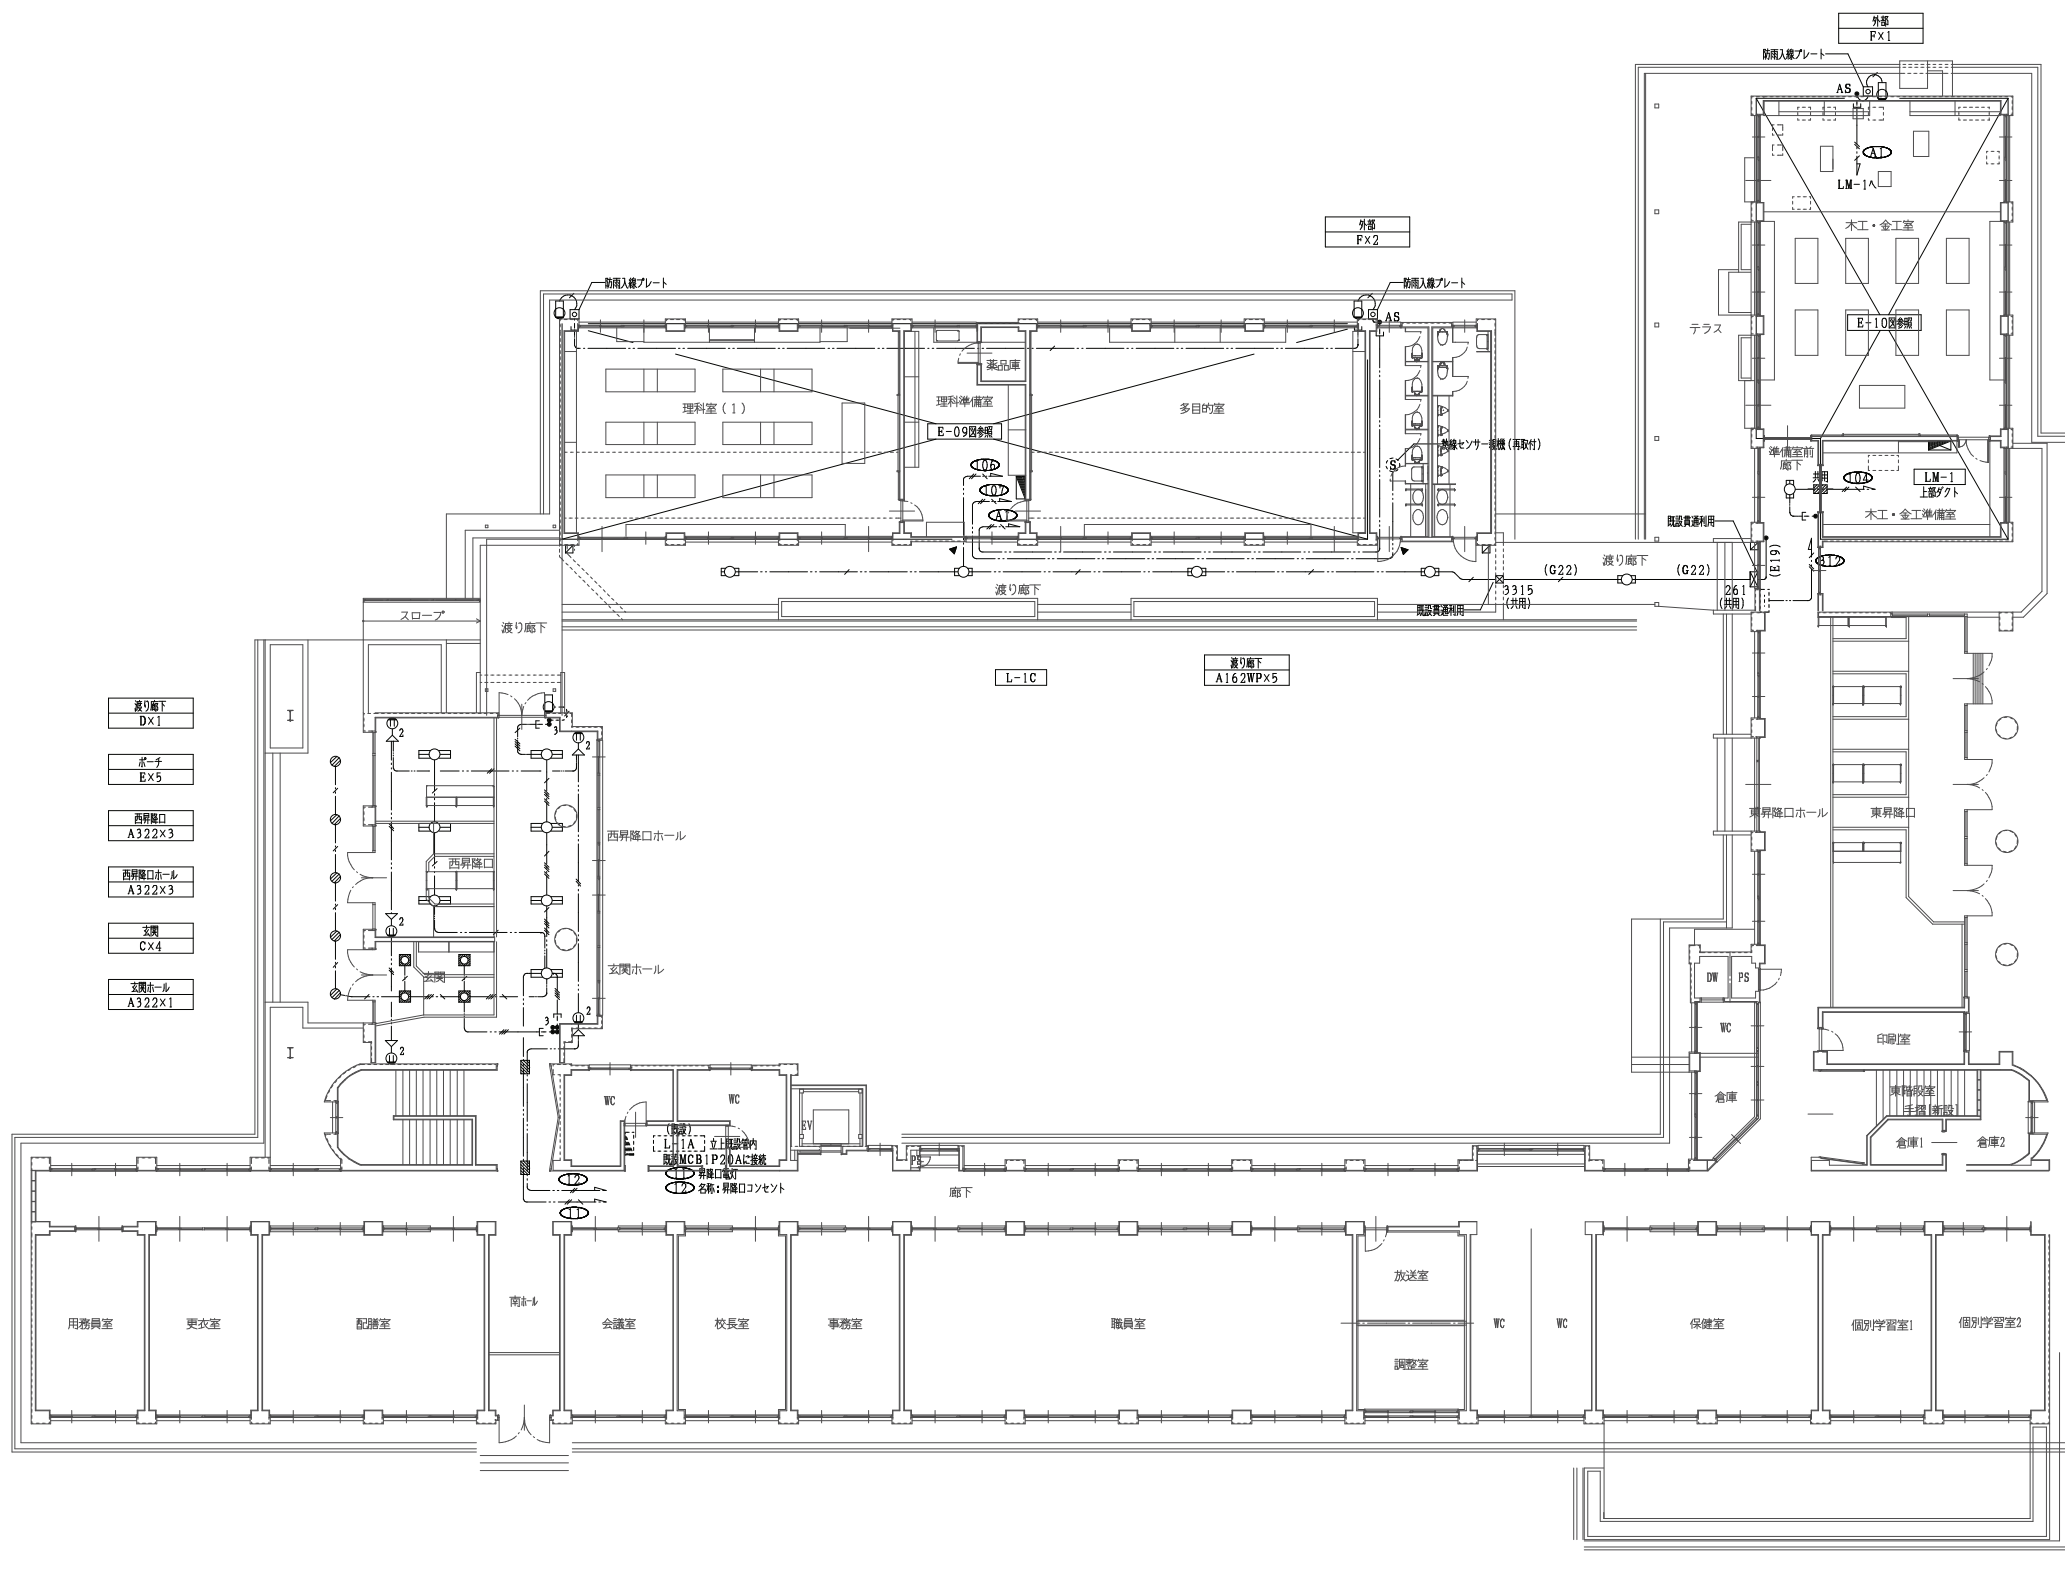 外部
F×1
防雨入線プレート
AS
A1
LM-1へ
木工・金工室
テラス
E-10図参照
外部
F×2
防雨入線プレート
防雨入線プレート
AS
薬品庫
理科室(1)
理科準備室
多目的室
E-09図参照
熱線センサー
(再取付)
S
106
107
A1
準備室前
廊下
共用
104
LM-1
上部ダクト
木工・金工準備室
既設貫通利用
(E19)
渡り廊下
(G22)
(G22)
3315
(共用)
261
(共用)
既設貫通利用
渡り廊下
スロープ
渡り廊下
L-1C
渡り廊下
A162WP×5
渡り廊下
D×1
ポーチ
E×5
西昇降口
A322×3
西昇降口ホール
A322×3
玄関
C×4
玄関ホール
A322×1
2
3
2
西昇降口ホール
西昇降口
2
玄関ホール
玄関
2
3
2
東昇降口ホール
東昇降口
DW
PS
WC
印刷室
倉庫
東階段室
手摺[新設]
倉庫1
倉庫2
WC
WC
EV
PS
(既設)
L-1A
立上既設管内
既設MCB1P20Aに接続
11
昇降口電灯
12
名称:昇降口コンセント
12
11
廊下
用務員室
更衣室
配膳室
南ホール
会議室
校長室
事務室
職員室
放送室
調整室
WC
WC
保健室
個別学習室1
個別学習室2